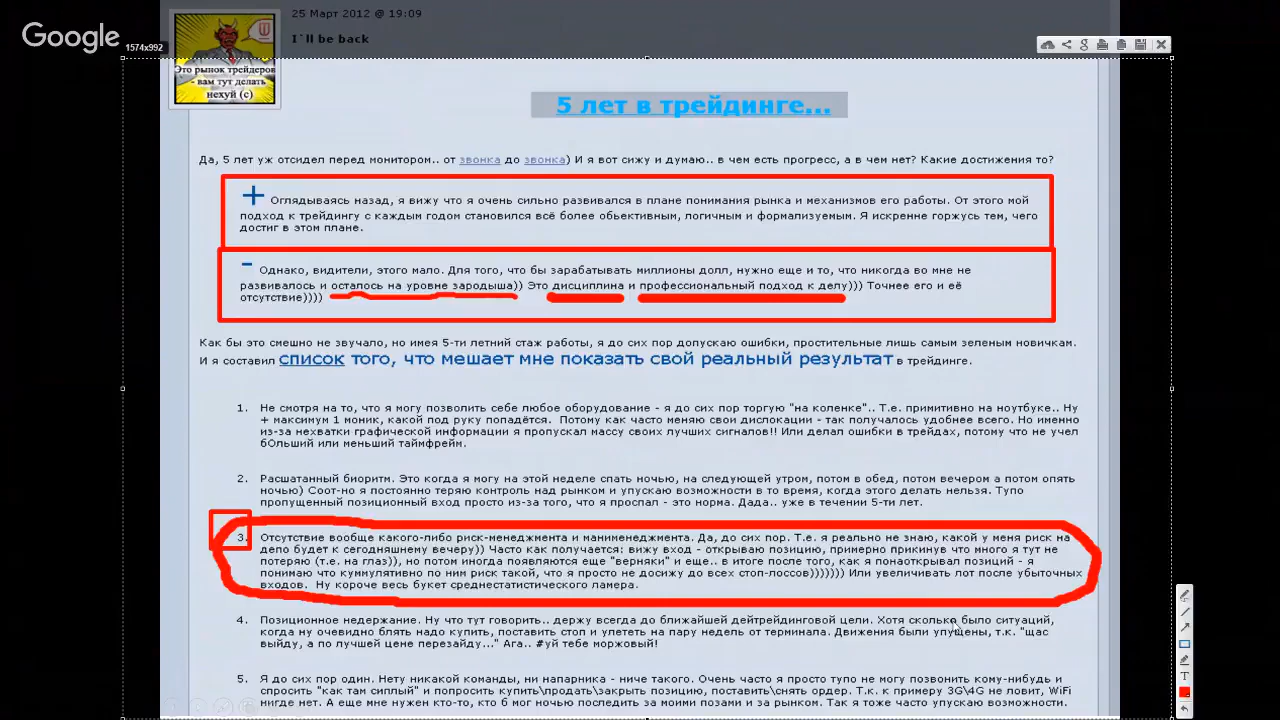 Google
1574x992
25 Март 2012 @ 19:09
I`ll be back
Это рынок трейдеров
- вам тут делать
нехуй (с)
5 лет в трейдинге...
Да, 5 лет уж отсидел перед монитором.. от звонка до звонка) И я вот сижу и думаю.. в чем есть прогресс, а в чем нет? Какие достижения то?
+ Оглядываясь назад, я вижу что я очень сильно развивался в плане понимания рынка и механизмов его работы. От этого мой
подход к трейдингу с каждым годом становился всё более обьективным, логичным и формализуемым. Я искренне горжусь тем, чего
достиг в этом плане.
- Однако, видители, этого мало. Для того, что бы зарабатывать миллионы долл, нужно еще и то, что никогда во мне не
развивалось и осталось на уровне зародыша)) Это дисциплина и профессиональный подход к делу))) Точнее его и её
отсутствие))))
Как бы это смешно не звучало, но имея 5-ти летний стаж работы, я до сих пор допускаю ошибки, простительные лишь самым зеленым новичкам.
И я составил список того, что мешает мне показать свой реальный результат в трейдинге.
1. Не смотря на то, что я могу позволить себе любое оборудование - я до сих пор торгую "на коленке".. Т.е. примитивно на ноутбуке.. Ну
+ максимум 1 моник, какой под руку попадётся. Потому как часто меняю свои дислокации - так получалось удобнее всего. Но именно
из-за нехватки графической информации я пропускал массу своих лучших сигналов!! Или делал ошибки в трейдах, потому что не учел
бОльший или меньший таймфрейм.
2. Расшатанный биоритм. Это когда я могу на этой неделе спать ночью, на следующей утром, потом в обед, потом вечером а потом опять
ночью) Соот-но я постоянно теряю контроль над рынком и упускаю возможности в то время, когда этого делать нельзя. Тупо
пропущенный позиционный вход просто из-за того, что я проспал - это норма. Дада.. уже в течении 5-ти лет.
3. Отсутствие вообще какого-либо риск-менеджмента и манименеджмента. Да, до сих пор. Т.е. я реально не знаю, какой у меня риск на
депо будет к сегодняшнему вечеру)) Часто как получается: вижу вход - открываю позицию, примерно прикинув что много я тут не
потеряю (т.е. на глаз)), но потом иногда появляются еще "верняки" и еще.. в итоге после того, как я понаоткрывал позиций - я
понимаю что куммулятивно по ним риск такой, что я просто не досижу до всех стоп-лоссов))))))) Или увеличивать лот после убыточных
входов. Ну короче весь букет среднестатистического ламера.
4. Позиционное недержание. Ну что тут говорить.. держу всегда до ближайшей дейтрейдинговой цели. Хотя сколько было ситуаций,
когда ну очевидно блять надо купить, поставить стоп и улететь на пару недель от терминала. Движения были упущены, т.к. "щас
выйду, а по лучшей цене перезайду..." Ага.. #уй тебе моржовый!
5. Я до сих пор один. Нету никакой команды, ни напарника - ниче такого. Очень часто я просто тупо не могу позвонить кому-нибудь и
спросить "как там сиплый" и попросить купить\продать\закрыть позицию, поставить\снять ордер. Т.к. к примеру 3G\4G не ловит, WiFi
нигде нет. А еще мне нужен кто-то, кто б мог ночью последить за моими позами и за рынком. Так я тоже часто упускаю возможности.